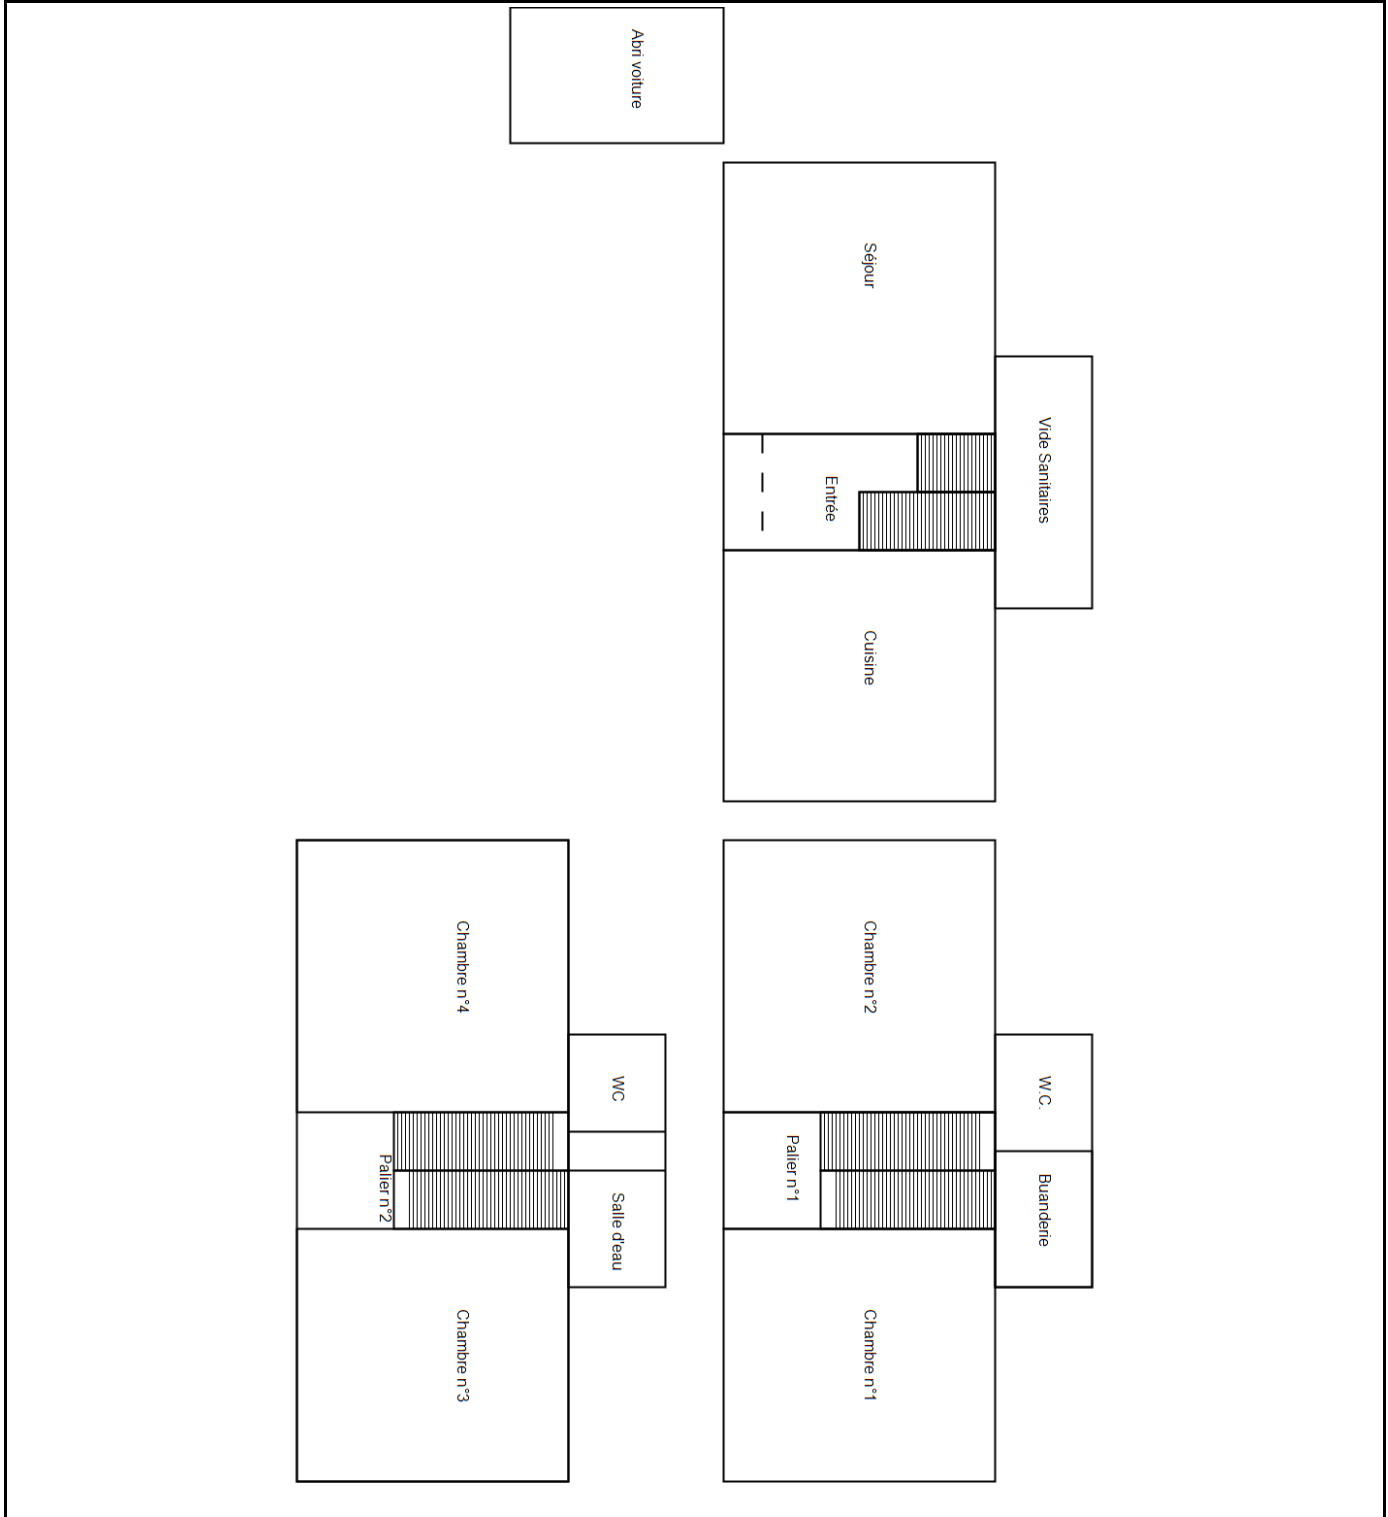 Abri voiture
Séjour
Vide Sanitaires
Entrée
Cuisine
Chambre n°4
Chambre n°2
WC
W.C.
Palier n°2
Palier n°1
Salle d'eau
Buanderie
Chambre n°3
Chambre n°1